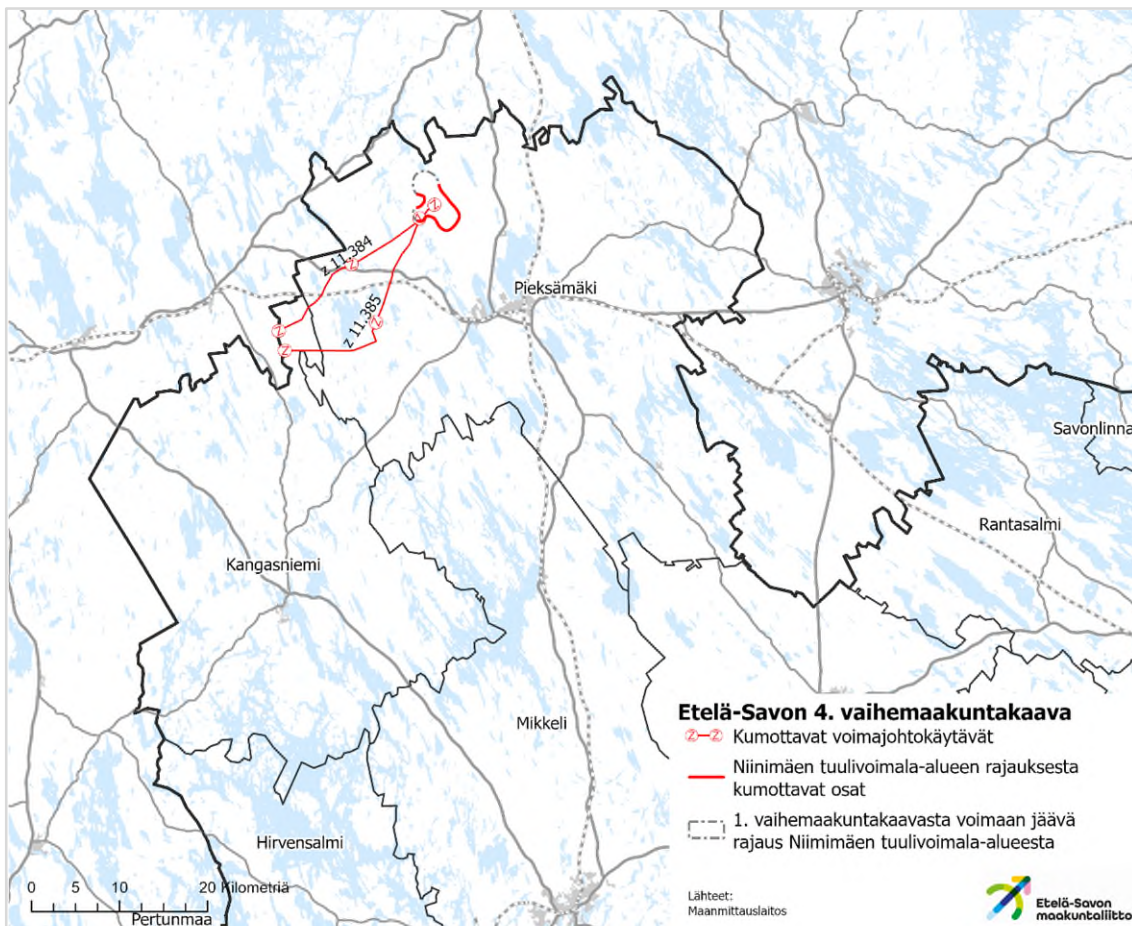 z 11.384
z 11.385
Pieksämäki
Savonlinna
Rantasalmi
Kangasniemi
Mikkeli
Hirvensalmi
Pertunmaa
0 5 10 20 Kilometriä
Etelä-Savon 4. vaihemaakuntakaava
Z Z Kumottavat voimajohtokäytävät
Niinimäen tuulivoimala-alueen rajauksesta
kumottavat osat
1. vaihemaakuntakaavasta voimaan jäävä
rajaus Niimimäen tuulivoimala-alueesta
Lähteet:
Maanmittauslaitos
Etelä-Savon
maakuntaliitto